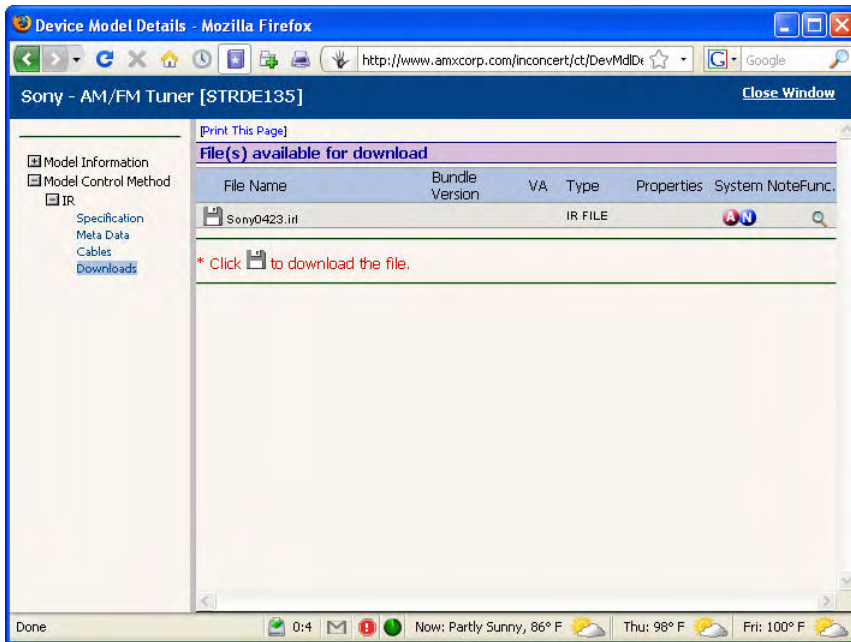 Device Model Details - Mozilla Firefox
http://www.amxcorp.com/inconcert/ct/DevMdlDe
G Google
Sony - AM/FM Tuner [STRDE135]
Close Window
[Print This Page]
File(s) available for download
Model Information
Model Control Method
IR
Specification
Meta Data
Cables
Downloads
File Name Bundle Version VA Type Properties System Note Func.
Sony0423.irl IR FILE A N
* Click to download the file.
Done 0:4 Now: Partly Sunny, 86° F Thu: 98° F Fri: 100° F